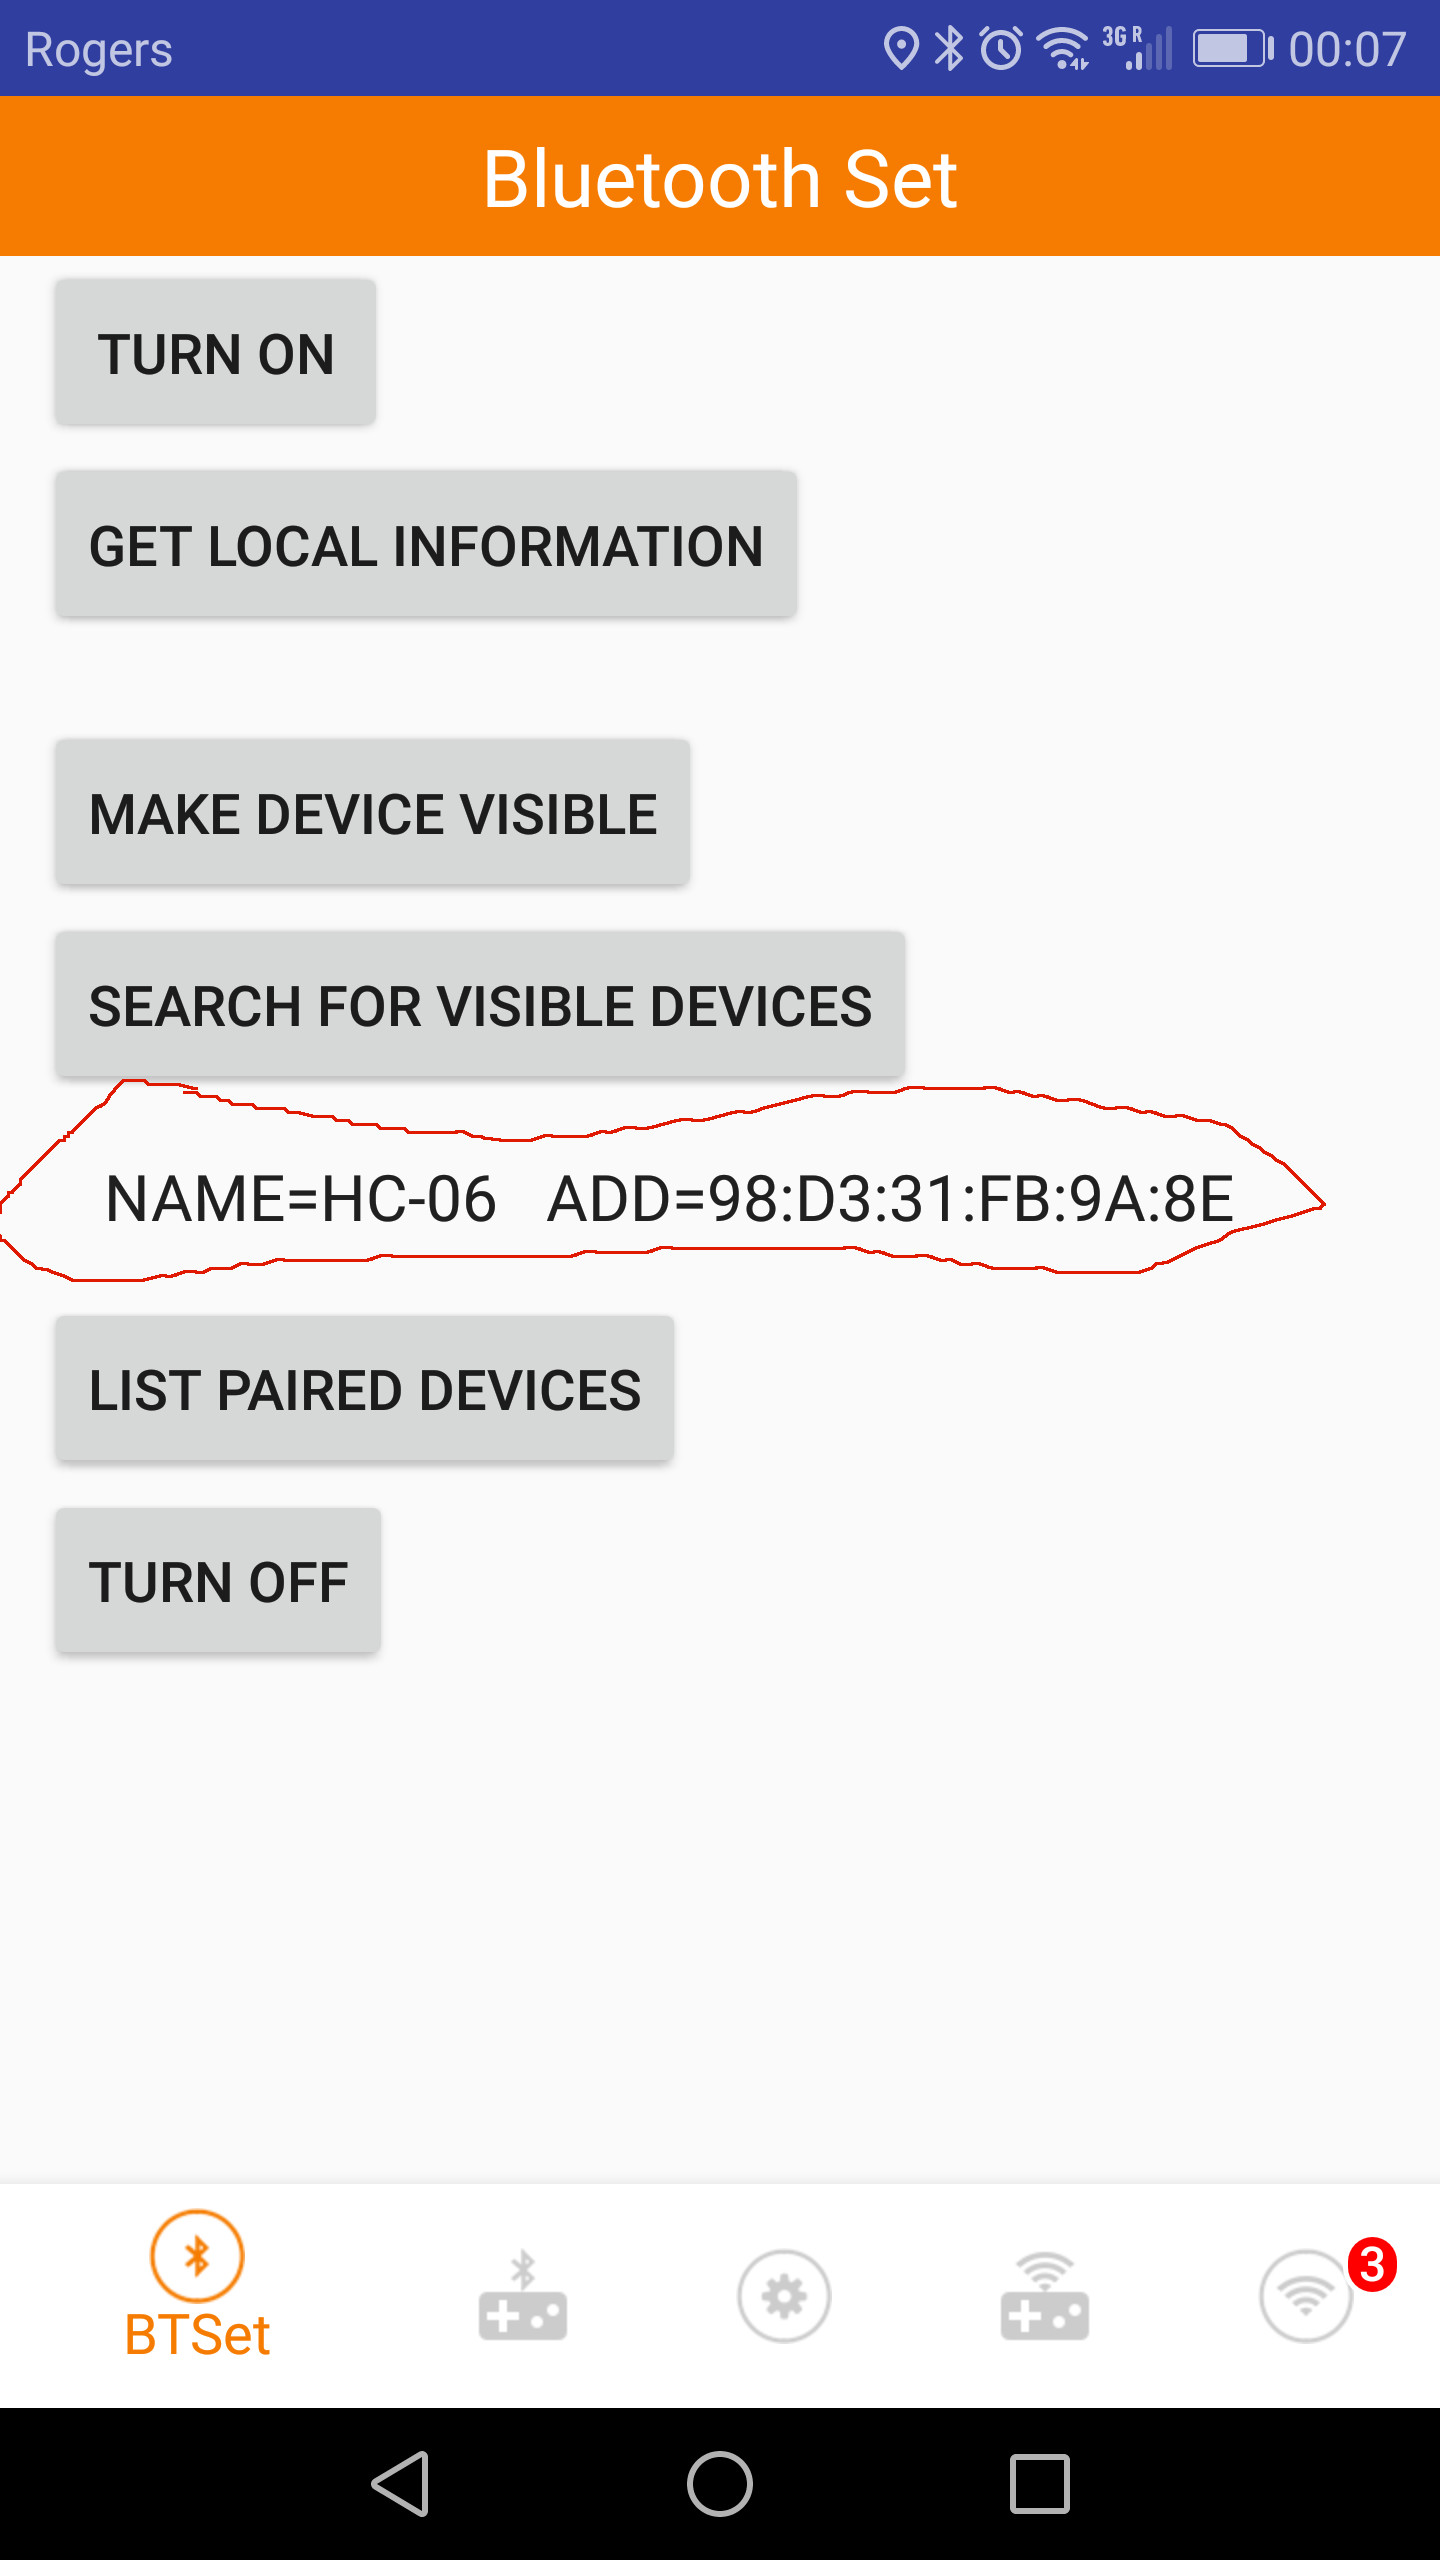 Rogers 3G R 00:07
Bluetooth Set
TURN ON
GET LOCAL INFORMATION
MAKE DEVICE VISIBLE
SEARCH FOR VISIBLE DEVICES
NAME=HC-06 ADD=98:D3:31:FB:9A:8E
LIST PAIRED DEVICES
TURN OFF
3
BTSet